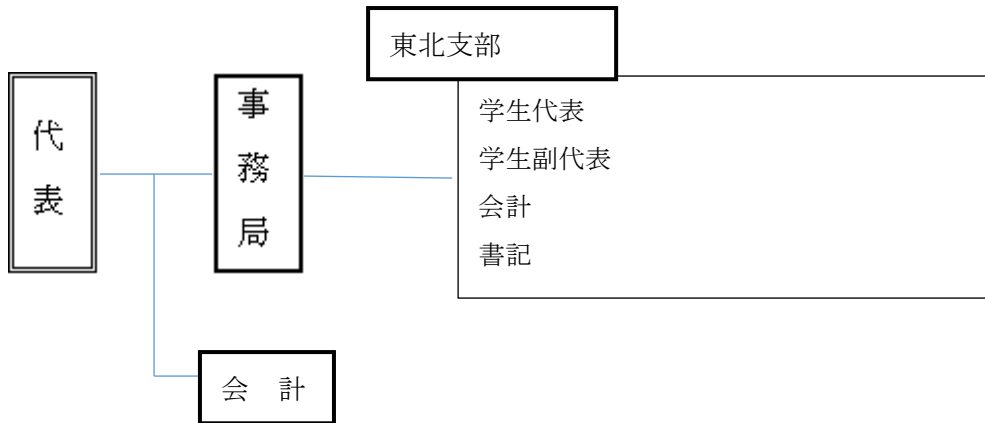 代表
事務局
東北支部
学生代表
学生副代表
会計
書記
会　計